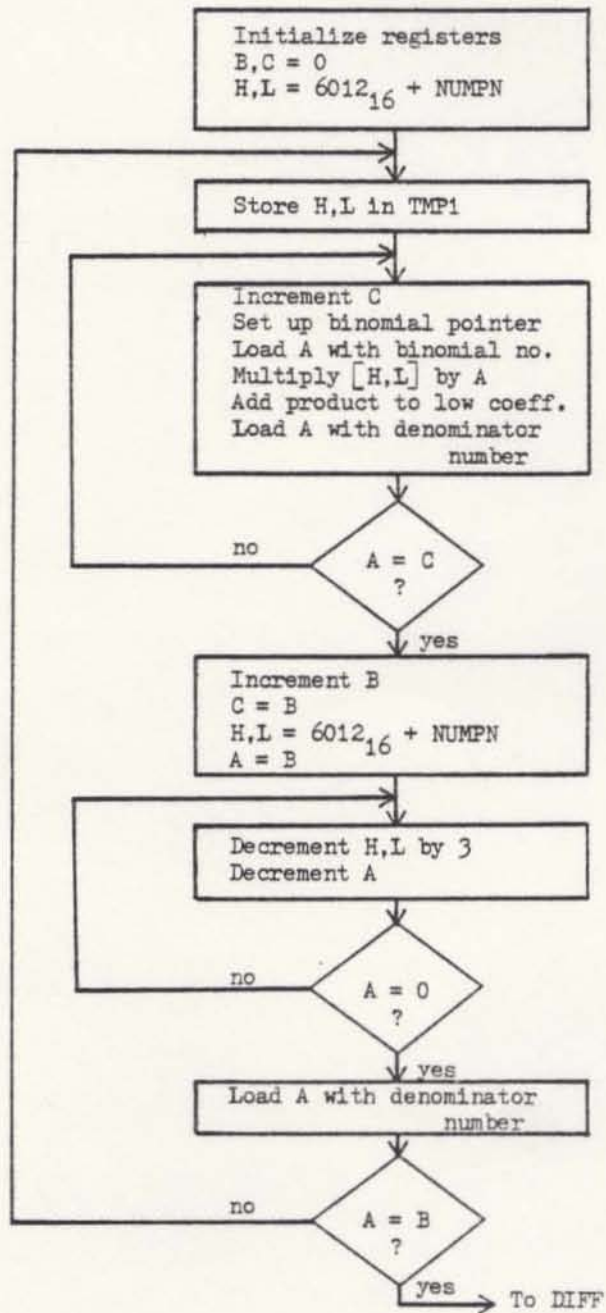 Initialize registers
B,C = 0
H,L = 6012₁₆ + NUMPN
Store H,L in TMP1
Increment C
Set up binomial pointer
Load A with binomial no.
Multiply [H,L] by A
Add product to low coeff.
Load A with denominator
number
no
A = C
?
yes
Increment B
C = B
H,L = 6012₁₆ + NUMPN
A = B
Decrement H,L by 3
Decrement A
no
A = 0
?
yes
Load A with denominator
number
no
A = B
?
yes
To DIFF